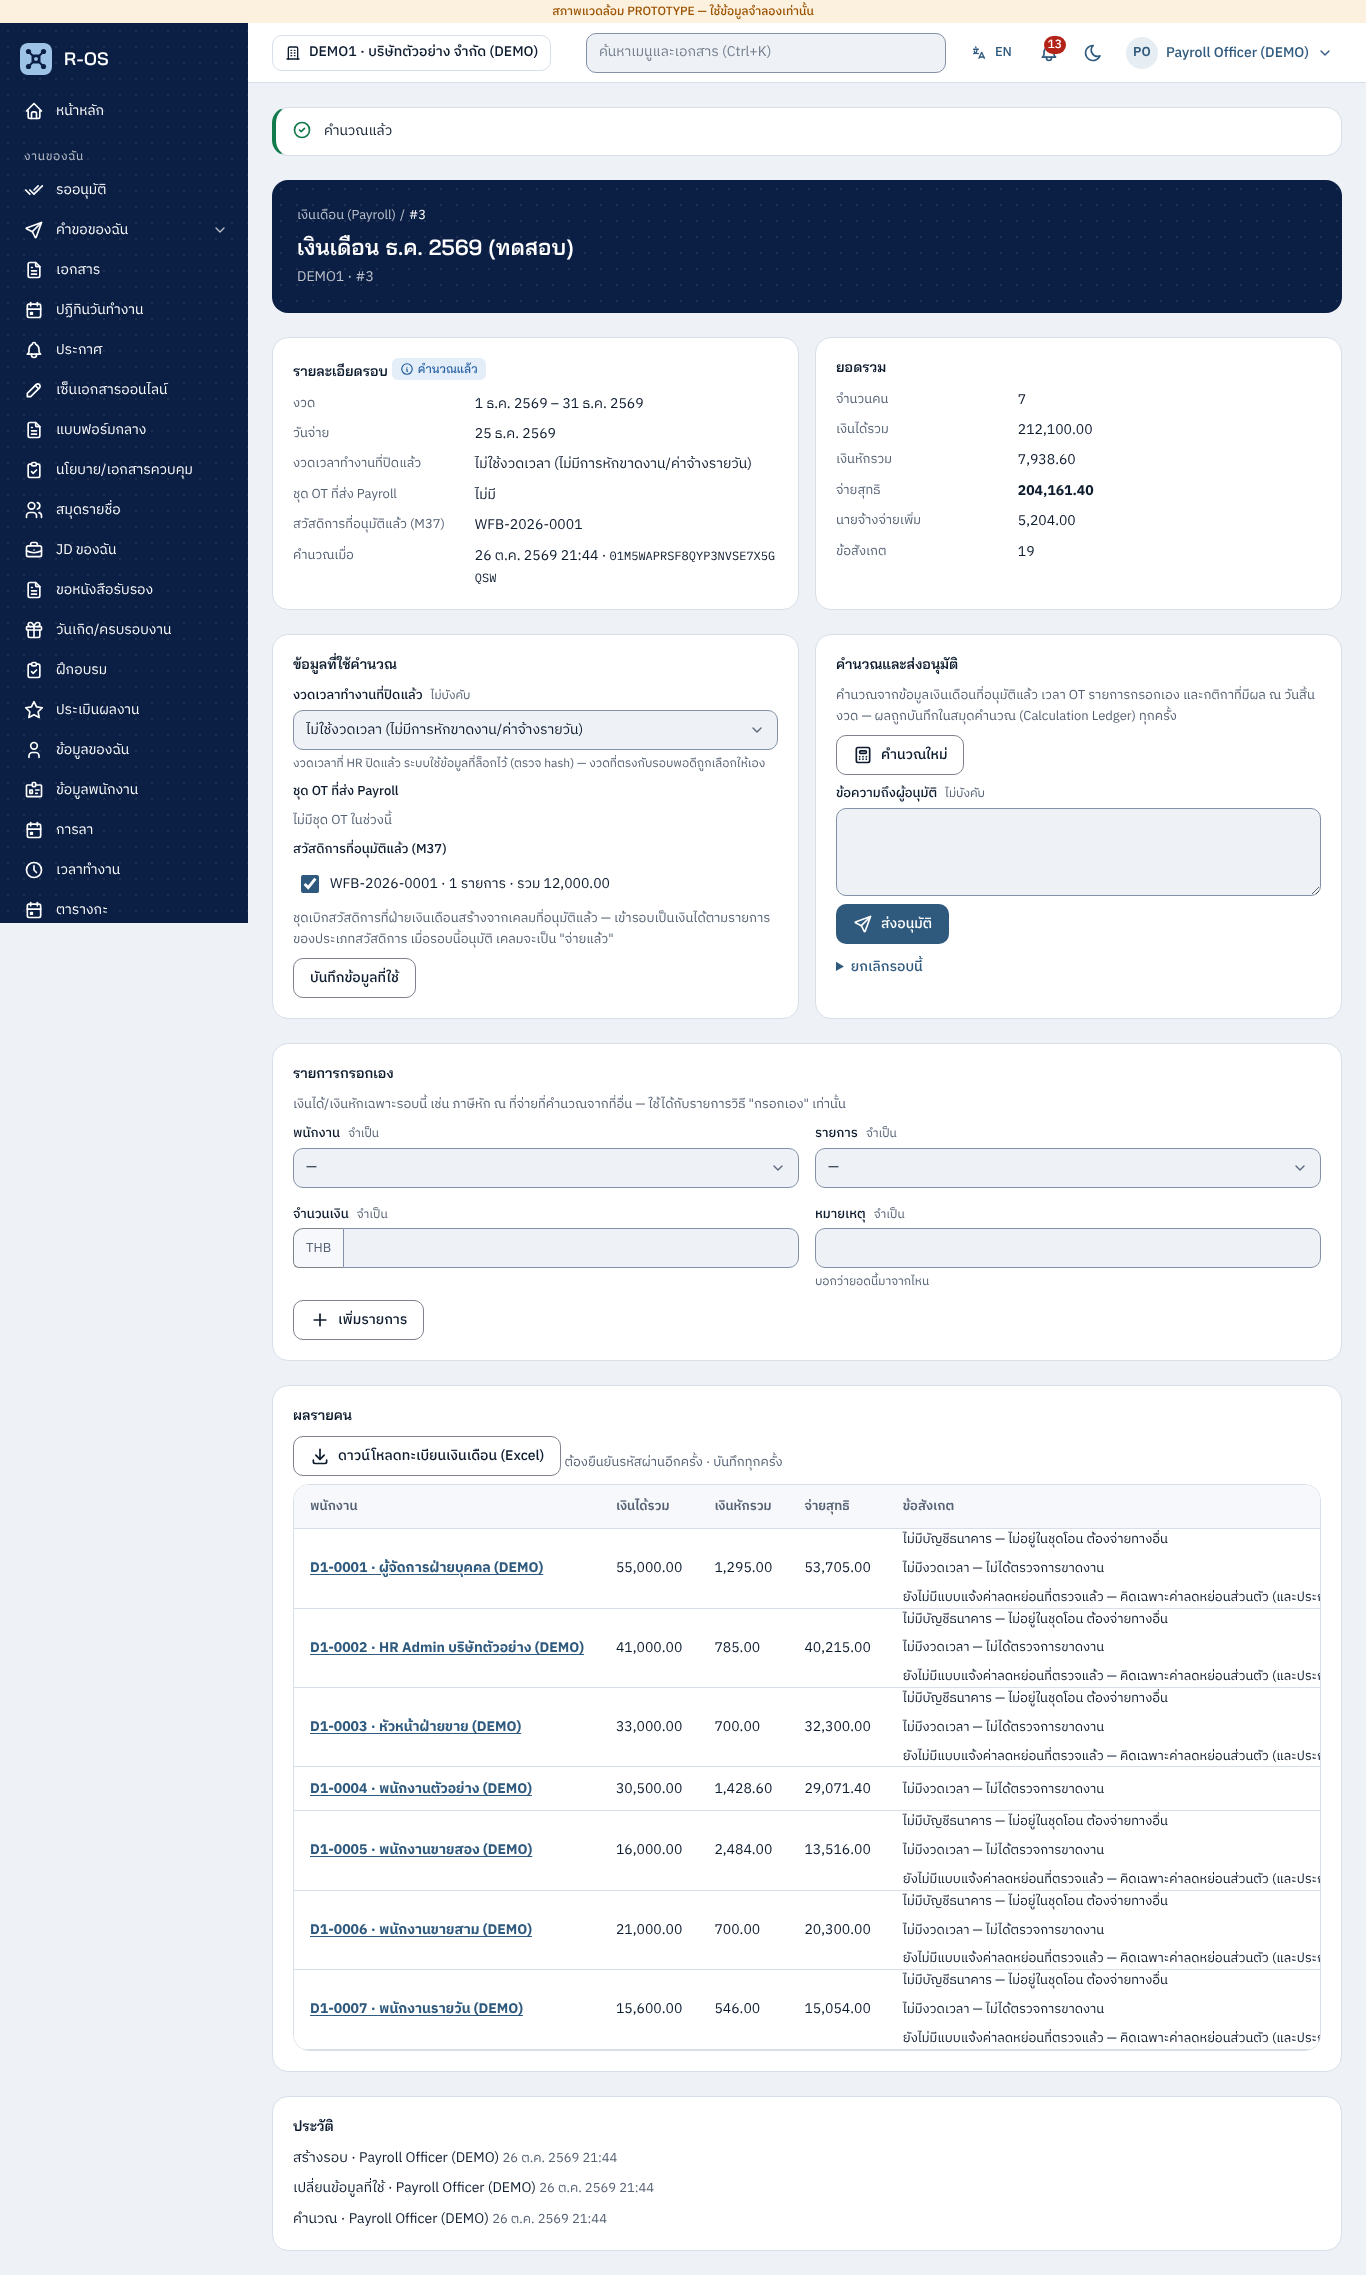 สภาพแวดล้อม PROTOTYPE — ใช้ข้อมูลจำลองเท่านั้น
R-OS
DEMO1 · บริษัทตัวอย่าง จำกัด (DEMO)
ค้นหาเมนูและเอกสาร (Ctrl+K)
EN
13
PO
Payroll Officer (DEMO)
หน้าหลัก
งานของฉัน
รออนุมัติ
คำขอของฉัน
เอกสาร
ปฏิทินวันทำงาน
ประกาศ
เซ็นเอกสารออนไลน์
แบบฟอร์มกลาง
นโยบาย/เอกสารควบคุม
สมุดรายชื่อ
JD ของฉัน
ขอหนังสือรับรอง
วันเกิด/ครบรอบงาน
ฝึกอบรม
ประเมินผลงาน
ข้อมูลของฉัน
ข้อมูลพนักงาน
การลา
เวลาทำงาน
ตารางกะ
คำนวณแล้ว
เงินเดือน (Payroll) / #3
เงินเดือน ธ.ค. 2569 (ทดสอบ)
DEMO1 · #3
รายละเอียดรอบ คำนวณแล้ว
งวด 1 ธ.ค. 2569 – 31 ธ.ค. 2569
วันจ่าย 25 ธ.ค. 2569
งวดเวลาทำงานที่ปิดแล้ว ไม่ใช้งวดเวลา (ไม่มีการหักขาดงาน/ค่าจ้างรายวัน)
ชุด OT ที่ส่ง Payroll ไม่มี
สวัสดิการที่อนุมัติแล้ว (M37) WFB-2026-0001
คำนวณเมื่อ 26 ต.ค. 2569 21:44 · 01M5WAPRSF8QYP3NVSE7X5G
QSW
ยอดรวม
จำนวนคน 7
เงินได้รวม 212,100.00
เงินหักรวม 7,938.60
จ่ายสุทธิ 204,161.40
นายจ้างจ่ายเพิ่ม 5,204.00
ข้อสังเกต 19
ข้อมูลที่ใช้คำนวณ
งวดเวลาทำงานที่ปิดแล้ว ไม่บังคับ
ไม่ใช้งวดเวลา (ไม่มีการหักขาดงาน/ค่าจ้างรายวัน)
งวดเวลาที่ HR ปิดแล้ว ระบบใช้ข้อมูลที่ล็อกไว้ (ตรวจ hash) — งวดที่ตรงกับรอบพอดีถูกเลือกให้เอง
ชุด OT ที่ส่ง Payroll
ไม่มีชุด OT ในช่วงนี้
สวัสดิการที่อนุมัติแล้ว (M37)
WFB-2026-0001 · 1 รายการ · รวม 12,000.00
ชุดเบิกสวัสดิการที่ฝ่ายเงินเดือนสร้างจากเคลมที่อนุมัติแล้ว — เข้ารอบเป็นเงินได้ตามรายการ
ของประเภทสวัสดิการ เมื่อรอบนี้อนุมัติ เคลมจะเป็น "จ่ายแล้ว"
บันทึกข้อมูลที่ใช้
คำนวณและส่งอนุมัติ
คำนวณจากข้อมูลเงินเดือนที่อนุมัติแล้ว เวลา OT รายการกรอกเอง และกติกาที่มีผล ณ วันสิ้น
งวด — ผลถูกบันทึกในสมุดคำนวณ (Calculation Ledger) ทุกครั้ง
คำนวณใหม่
ข้อความถึงผู้อนุมัติ ไม่บังคับ
ส่งอนุมัติ
ยกเลิกรอบนี้
รายการกรอกเอง
เงินได้/เงินหักเฉพาะรอบนี้ เช่น ภาษีหัก ณ ที่จ่ายที่คำนวณจากที่อื่น — ใช้ได้กับรายการวิธี "กรอกเอง" เท่านั้น
พนักงาน จำเป็น
—
รายการ จำเป็น
—
จำนวนเงิน จำเป็น
THB
หมายเหตุ จำเป็น
บอกว่ายอดนี้มาจากไหน
เพิ่มรายการ
ผลรายคน
ดาวน์โหลดทะเบียนเงินเดือน (Excel) ต้องยืนยันรหัสผ่านอีกครั้ง · บันทึกทุกครั้ง
พนักงาน เงินได้รวม เงินหักรวม จ่ายสุทธิ ข้อสังเกต
ไม่มีบัญชีธนาคาร — ไม่อยู่ในชุดโอน ต้องจ่ายทางอื่น
D1-0001 · ผู้จัดการฝ่ายบุคคล (DEMO) 55,000.00 1,295.00 53,705.00 ไม่มีงวดเวลา — ไม่ได้ตรวจการขาดงาน
ยังไม่มีแบบแจ้งค่าลดหย่อนที่ตรวจแล้ว — คิดเฉพาะค่าลดหย่อนส่วนตัว (และประก
ไม่มีบัญชีธนาคาร — ไม่อยู่ในชุดโอน ต้องจ่ายทางอื่น
D1-0002 · HR Admin บริษัทตัวอย่าง (DEMO) 41,000.00 785.00 40,215.00 ไม่มีงวดเวลา — ไม่ได้ตรวจการขาดงาน
ยังไม่มีแบบแจ้งค่าลดหย่อนที่ตรวจแล้ว — คิดเฉพาะค่าลดหย่อนส่วนตัว (และประก
ไม่มีบัญชีธนาคาร — ไม่อยู่ในชุดโอน ต้องจ่ายทางอื่น
D1-0003 · หัวหน้าฝ่ายขาย (DEMO) 33,000.00 700.00 32,300.00 ไม่มีงวดเวลา — ไม่ได้ตรวจการขาดงาน
ยังไม่มีแบบแจ้งค่าลดหย่อนที่ตรวจแล้ว — คิดเฉพาะค่าลดหย่อนส่วนตัว (และประก
D1-0004 · พนักงานตัวอย่าง (DEMO) 30,500.00 1,428.60 29,071.40 ไม่มีงวดเวลา — ไม่ได้ตรวจการขาดงาน
ไม่มีบัญชีธนาคาร — ไม่อยู่ในชุดโอน ต้องจ่ายทางอื่น
D1-0005 · พนักงานขายสอง (DEMO) 16,000.00 2,484.00 13,516.00 ไม่มีงวดเวลา — ไม่ได้ตรวจการขาดงาน
ยังไม่มีแบบแจ้งค่าลดหย่อนที่ตรวจแล้ว — คิดเฉพาะค่าลดหย่อนส่วนตัว (และประก
ไม่มีบัญชีธนาคาร — ไม่อยู่ในชุดโอน ต้องจ่ายทางอื่น
D1-0006 · พนักงานขายสาม (DEMO) 21,000.00 700.00 20,300.00 ไม่มีงวดเวลา — ไม่ได้ตรวจการขาดงาน
ยังไม่มีแบบแจ้งค่าลดหย่อนที่ตรวจแล้ว — คิดเฉพาะค่าลดหย่อนส่วนตัว (และประก
ไม่มีบัญชีธนาคาร — ไม่อยู่ในชุดโอน ต้องจ่ายทางอื่น
D1-0007 · พนักงานรายวัน (DEMO) 15,600.00 546.00 15,054.00 ไม่มีงวดเวลา — ไม่ได้ตรวจการขาดงาน
ยังไม่มีแบบแจ้งค่าลดหย่อนที่ตรวจแล้ว — คิดเฉพาะค่าลดหย่อนส่วนตัว (และประก
ประวัติ
สร้างรอบ · Payroll Officer (DEMO) 26 ต.ค. 2569 21:44
เปลี่ยนข้อมูลที่ใช้ · Payroll Officer (DEMO) 26 ต.ค. 2569 21:44
คำนวณ · Payroll Officer (DEMO) 26 ต.ค. 2569 21:44